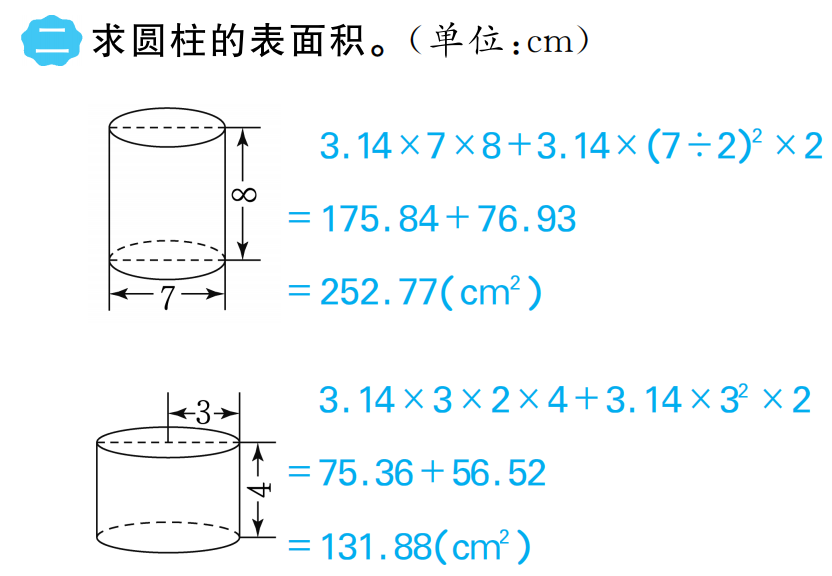 二 求圆柱的表面积。(单位:cm)
3.14×7×8+3.14×(7÷2)²×2
8
=175.84+76.93
=252.77(cm²)
7
3.14×3×2×4+3.14×3²×2
3
=75.36+56.52
4
=131.88(cm²)